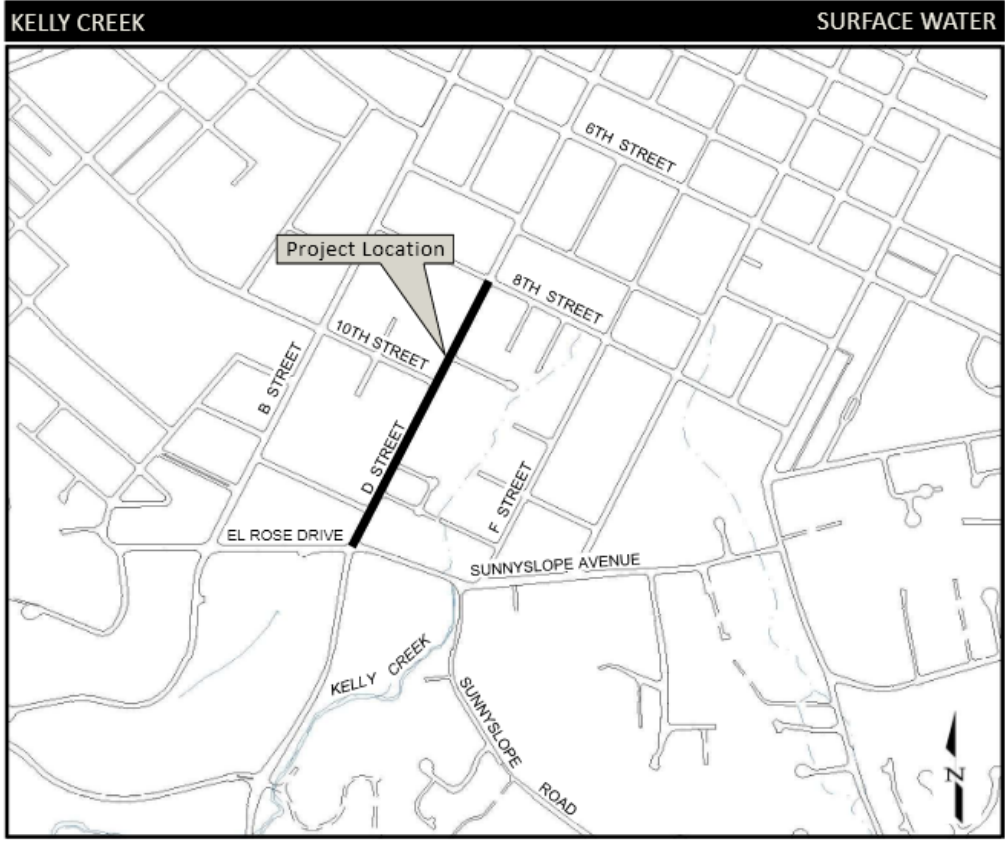 KELLY CREEK
SURFACE WATER
6TH STREET
Project Location
8TH STREET
10TH STREET
B STREET
D STREET
F STREET
EL ROSE DRIVE
SUNNYSLOPE AVENUE
KELLY CREEK
SUNNYSLOPE
ROAD
N